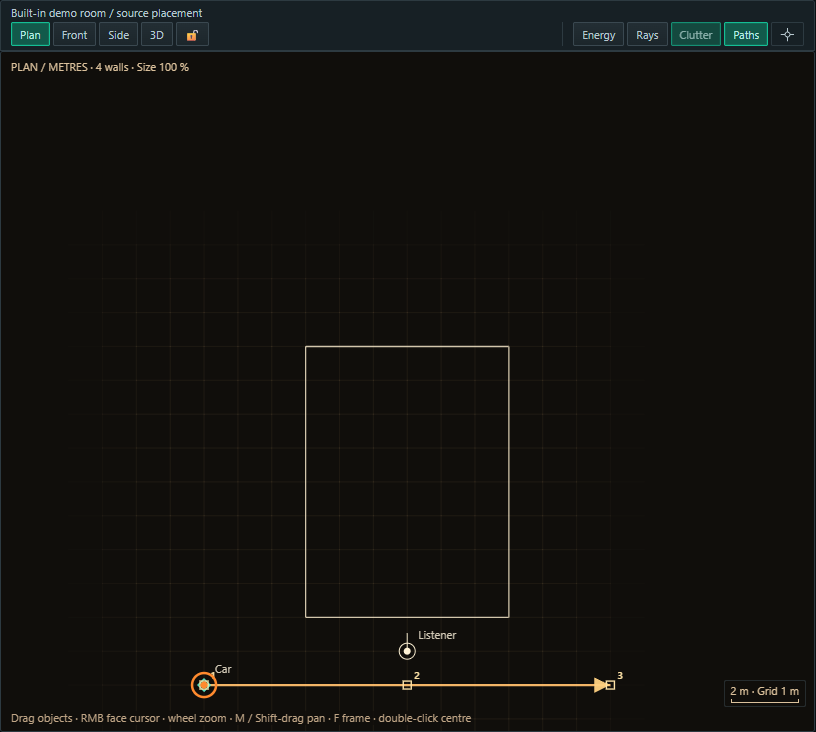 Built-in demo room / source placement
Plan Front Side 3D Energy Rays Clutter Paths
PLAN / METRES · 4 walls · Size 100 %
Listener
Car
2
3
2 m · Grid 1 m
Drag objects · RMB face cursor · wheel zoom · M / Shift-drag pan · F frame · double-click centre